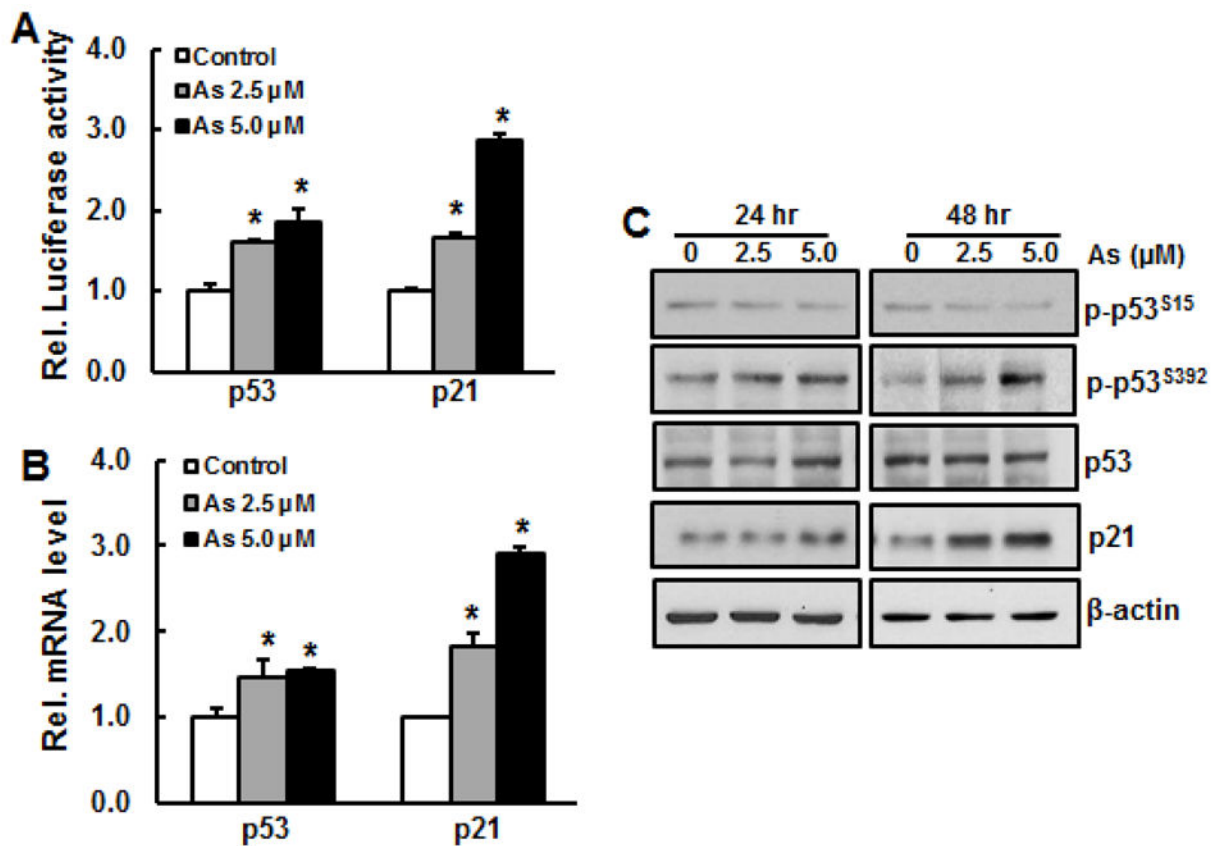 A
Rel. Luciferase activity
4.0
3.0
2.0
1.0
0.0
Control
As 2.5 µM
As 5.0 µM
* * * *
p53 p21
B
Rel. mRNA level
4.0
3.0
2.0
1.0
0.0
Control
As 2.5 µM
As 5.0 µM
* * * *
p53 p21
C
24 hr 48 hr
0 2.5 5.0 0 2.5 5.0 As (µM)
p-p53S15
p-p53S392
p53
p21
β-actin